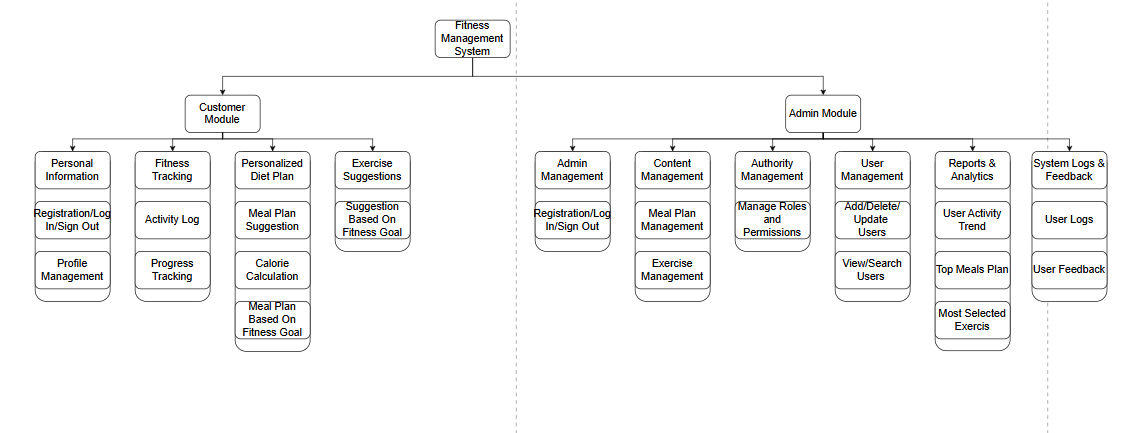 Fitness
Management
System
Customer
Module
Admin Module
Personal
Information
Registration/Log
In/Sign Out
Profile
Management
Fitness
Tracking
Activity Log
Progress
Tracking
Personalized
Diet Plan
Meal Plan
Suggestion
Calorie
Calculation
Meal Plan
Based On
Fitness Goal
Exercise
Suggestions
Suggestion
Based On
Fitness Goal
Admin
Management
Registration/Log
In/Sign Out
Content
Management
Meal Plan
Management
Exercise
Management
Authority
Management
Manage Roles
and
Permissions
User
Management
Add/Delete/
Update
Users
View/Search
Users
Reports &
Analytics
User Activity
Trend
Top Meals Plan
Most Selected
Exercis
System Logs &
Feedback
User Logs
User Feedback